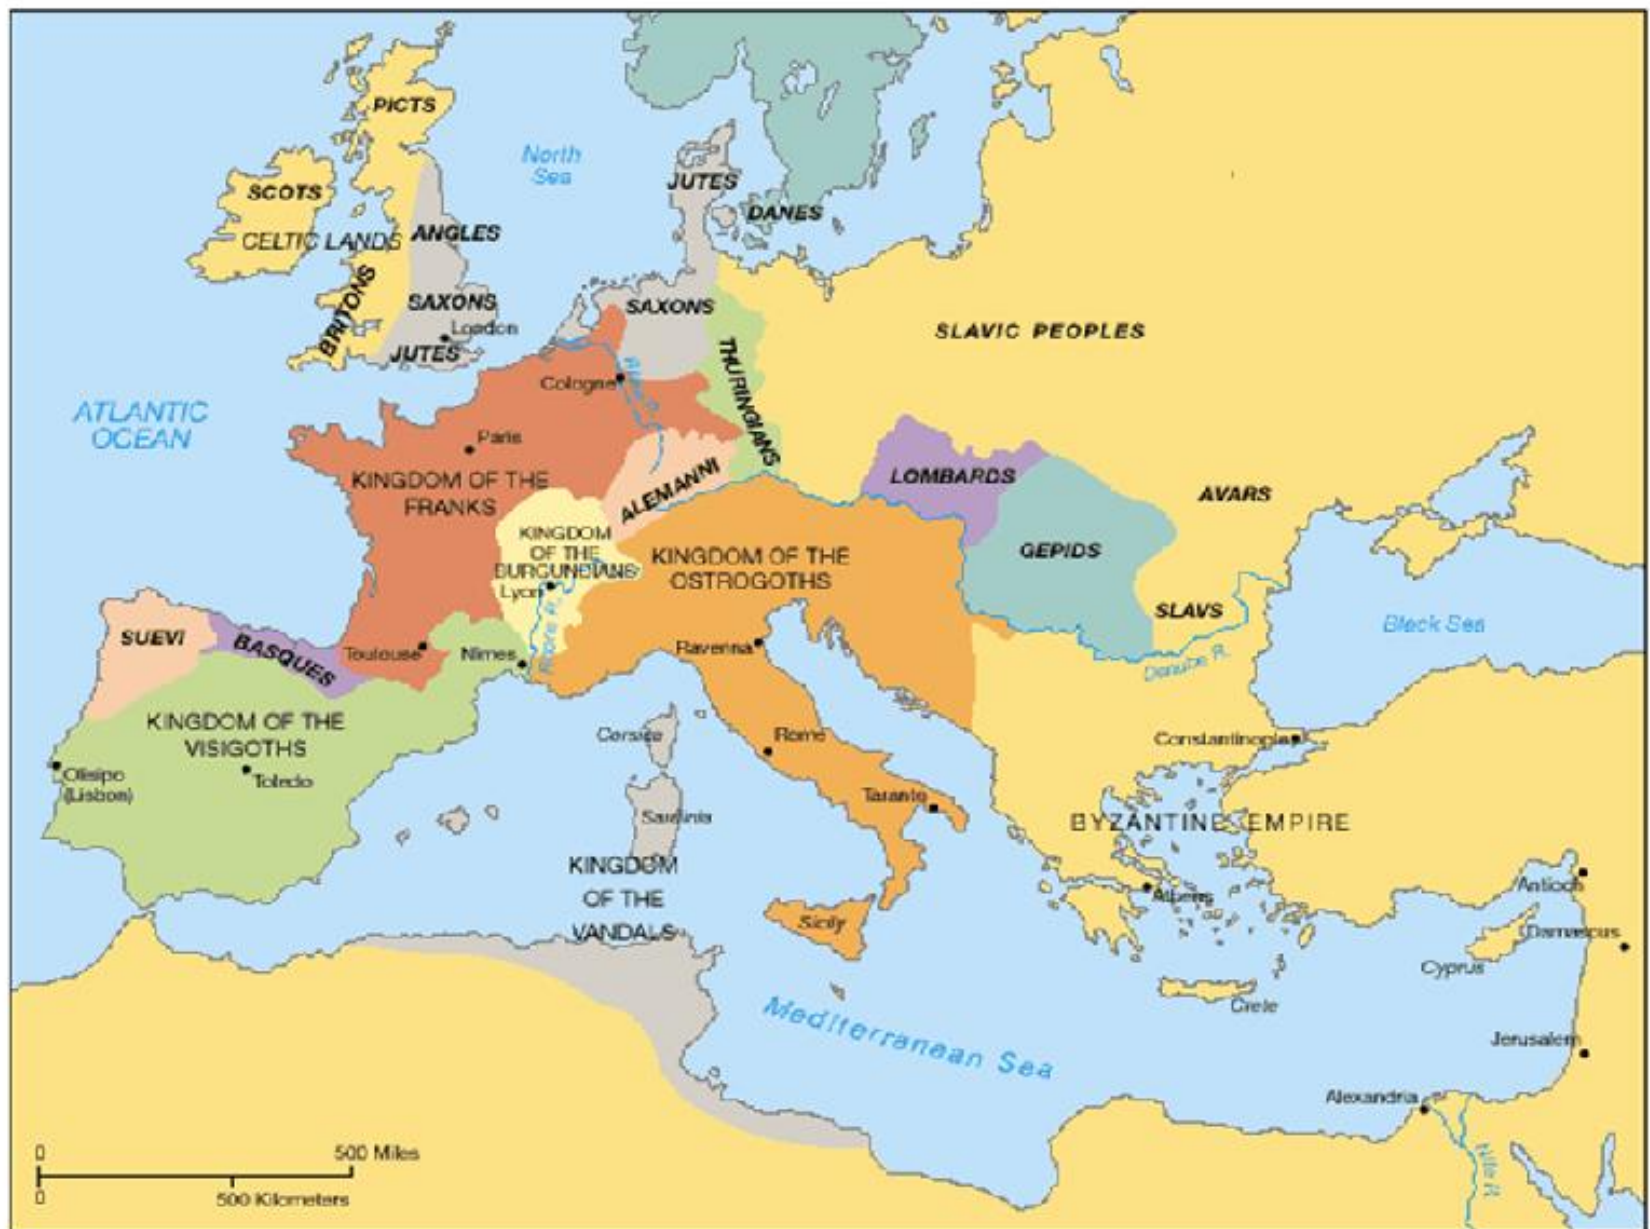 PICTS
North
Sea
JUTES
SCOTS
DANES
CELTIC LANDS
ANGLES
BRITONS
SAXONS
London
JUTES
SAXONS
THURINGIANS
SLAVIC PEOPLES
Cologne
Rhine R.
ATLANTIC
OCEAN
Paris
KINGDOM OF THE
FRANKS
ALEMANNI
LOMBARDS
AVARS
KINGDOM
OF THE
BURGUNDIANS
Lyon
Rhone R.
KINGDOM OF THE
OSTROGOTHS
GEPIDS
SLAVS
Black Sea
Danube R.
SUEVI
BASQUES
Toulouse
Nimes
Ravenna
KINGDOM OF THE
VISIGOTHS
Olisipo
(Lisbon)
Toledo
Corsica
Rome
Constantinople
Sardinia
Taranto
BYZANTINE EMPIRE
KINGDOM
OF THE
VANDALS
Sicily
Athens
Antioch
Damascus
Cyprus
Crete
Mediterranean Sea
Jerusalem
Alexandria
Nile R.
0 500 Miles
0 500 Kilometers